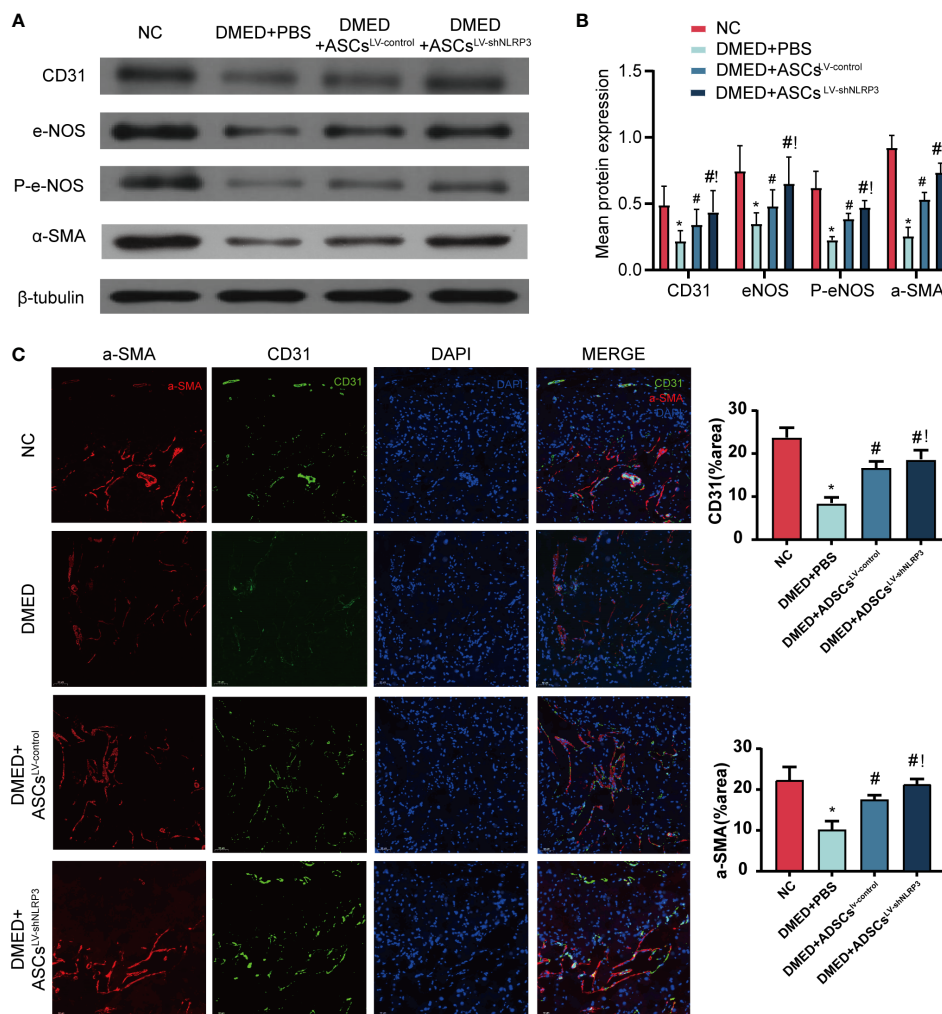 A
NC DMED+PBS DMED +ASCsLV-control DMED +ASCsLV-shNLRP3
CD31
e-NOS
P-e-NOS
α-SMA
β-tubulin
B
NC
DMED+PBS
DMED+ASCsLV-control
DMED+ASCs LV-shNLRP3
Mean protein expression
1.5
1.0
0.5
0.0
* # #!
* # #!
* # #!
* # #
CD31 eNOS P-eNOS a-SMA
C
a-SMA CD31 DAPI MERGE
NC
a-SMA
CD31
DAPI
CD31
a-SMA
DAPI
DMED
DMED+
ASCsLV-control
DMED+
ASCsLV-shNLRP3
CD31(%area)
30
20
10
0
* # #!
NC
DMED+PBS
DMED+ADSCsLV-control
DMED+ADSCsLV-shNLRP3
a-SMA(%area)
30
20
10
0
* # #!
NC
DMED+PBS
DMED+ADSCslv-control
DMED+ADSCsLV-shNLRP3